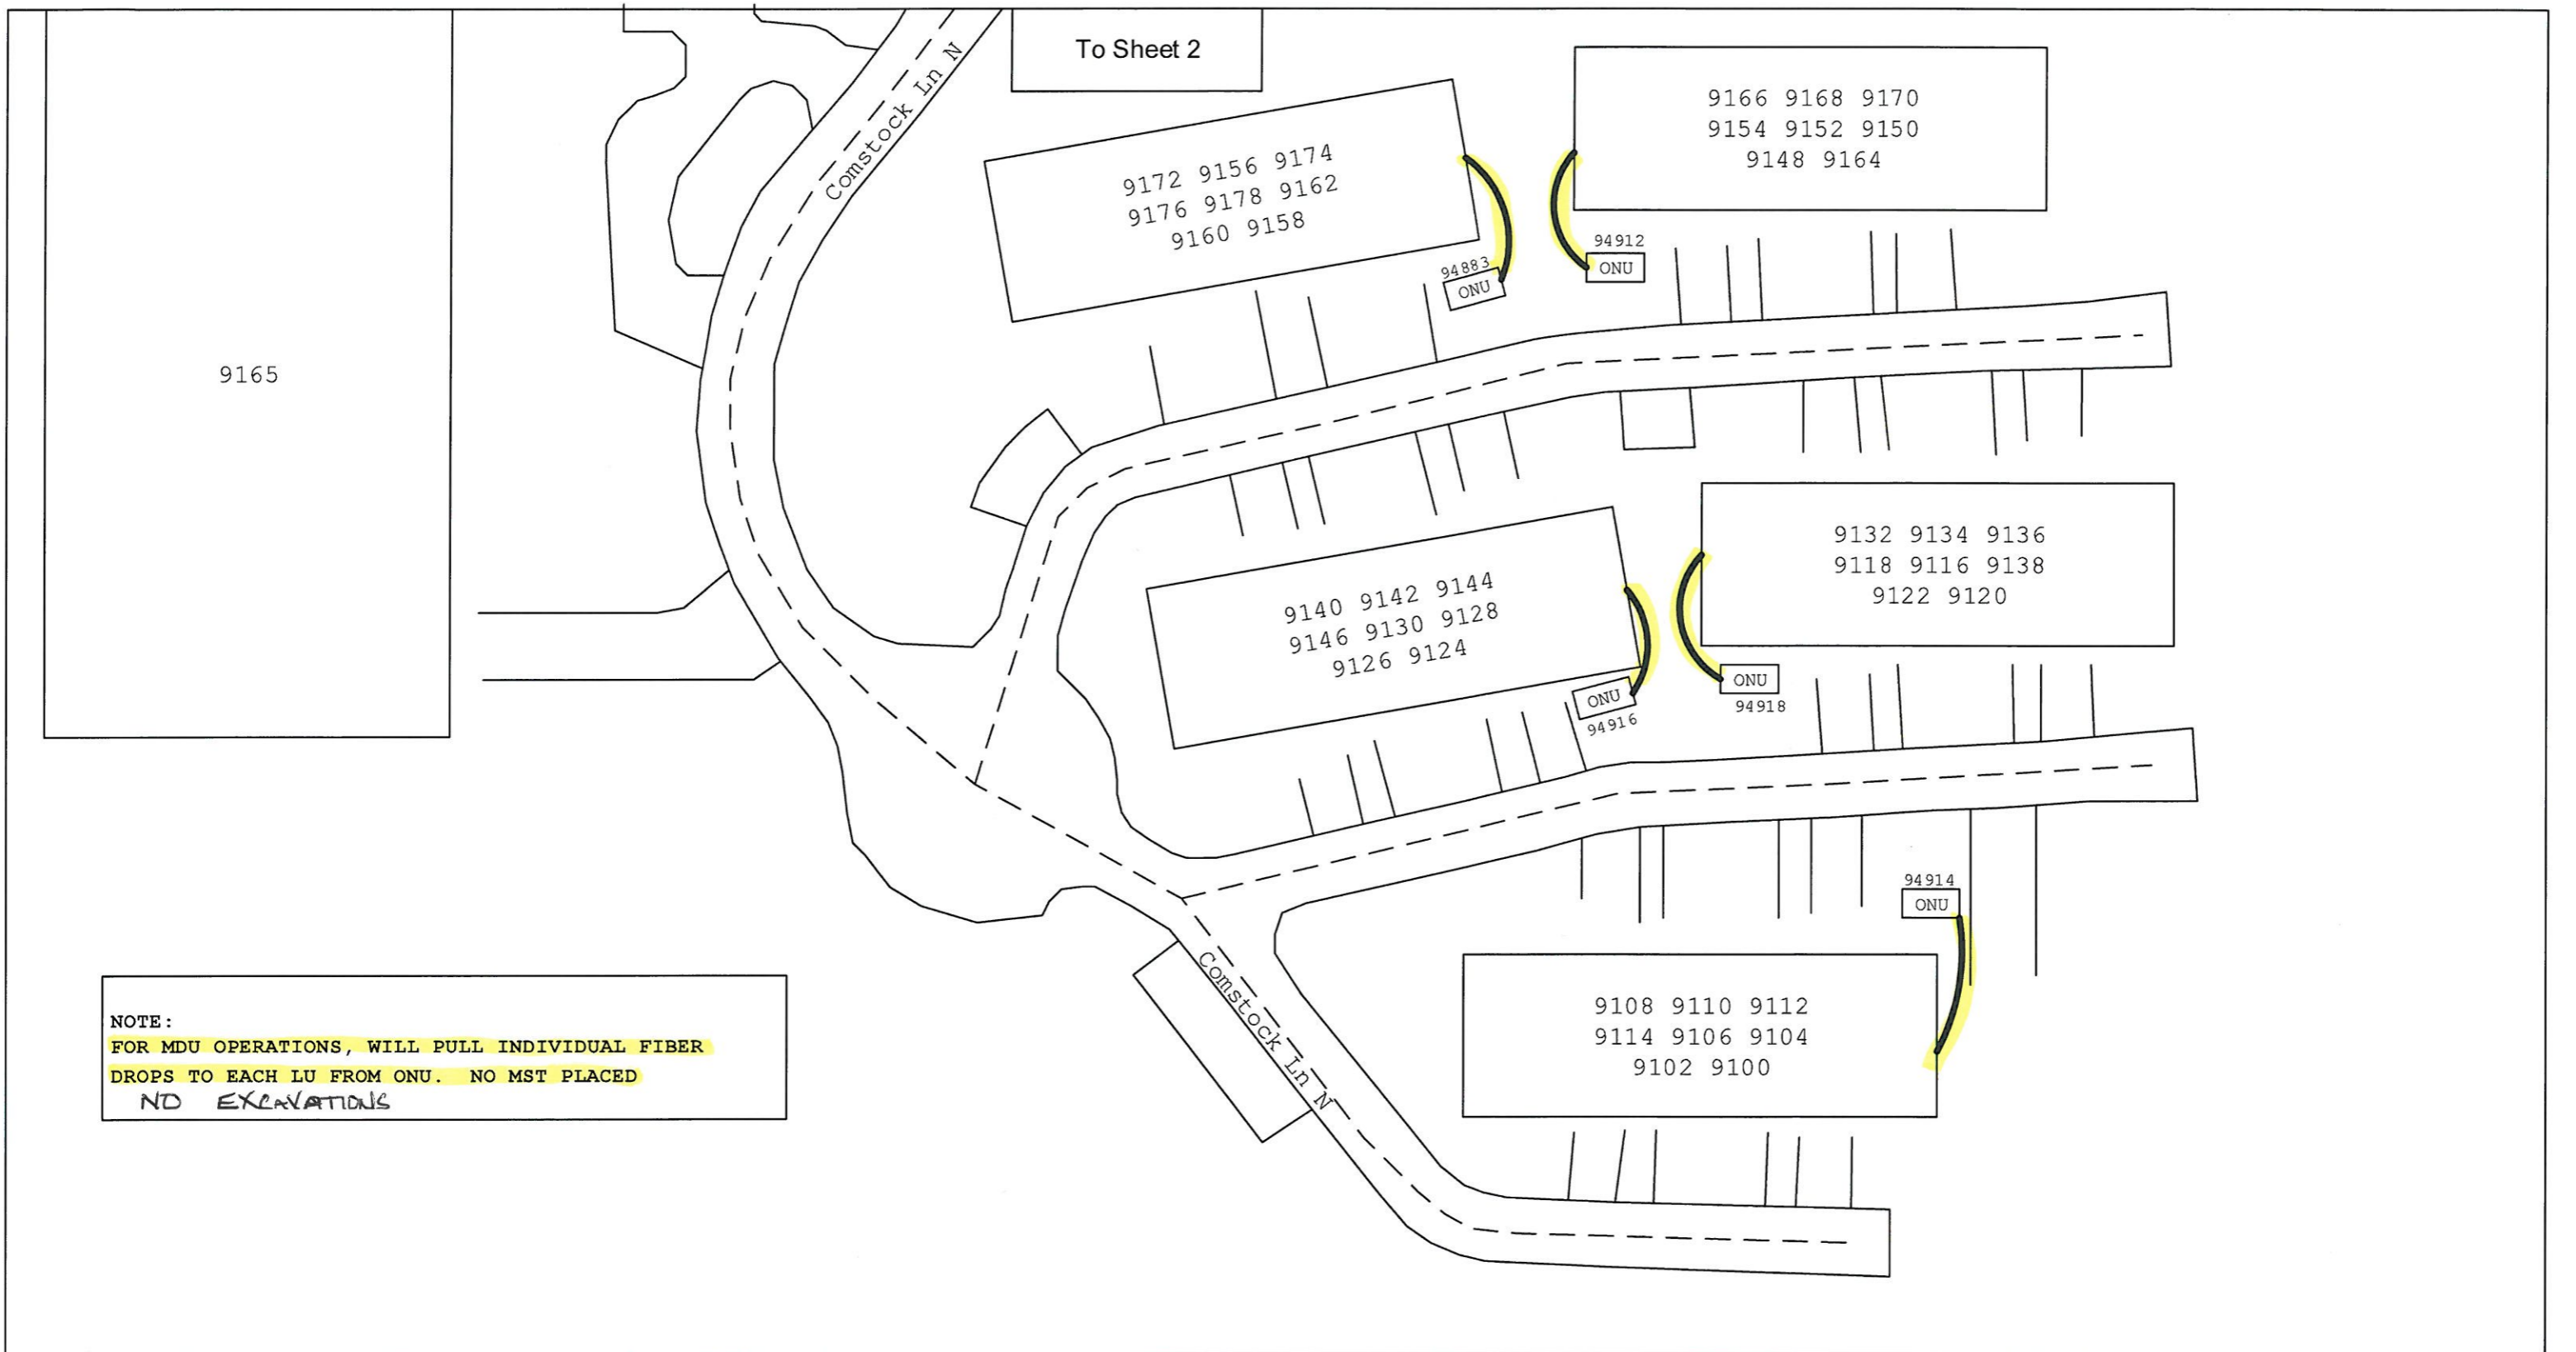 To Sheet 2
Comstock Ln N
9166 9168 9170
9154 9152 9150
9148 9164
9172 9156 9174
9176 9178 9162
9160 9158
94912
ONU
94883
ONU
9165
9132 9134 9136
9118 9116 9138
9122 9120
9140 9142 9144
9146 9130 9128
9126 9124
ONU
94918
ONU
94916
94914
ONU
Comstock Ln N
9108 9110 9112
9114 9106 9104
9102 9100
NOTE:
FOR MDU OPERATIONS, WILL PULL INDIVIDUAL FIBER
DROPS TO EACH LU FROM ONU. NO MST PLACED
NO EXCAVATIONS